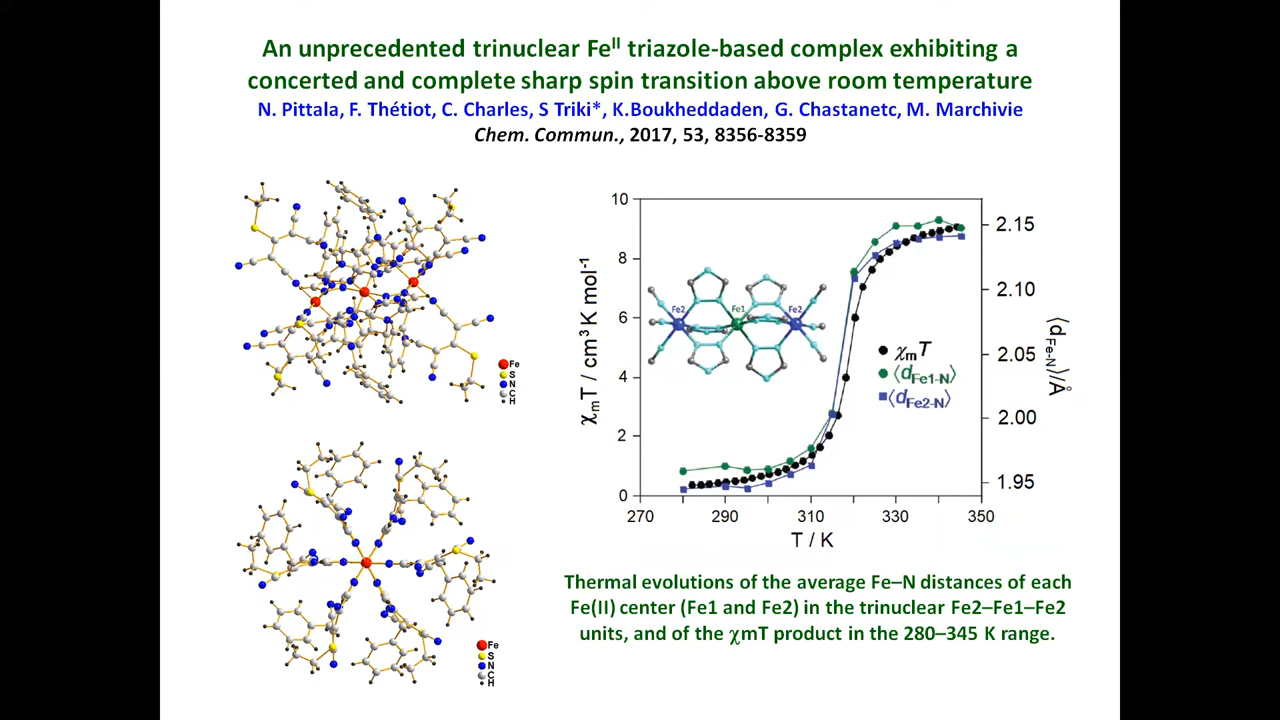 An unprecedented trinuclear Feᴵᴵ triazole-based complex exhibiting a
concerted and complete sharp spin transition above room temperature
N. Pittala, F. Thétiot, C. Charles, S Triki*, K.Boukheddaden, G. Chastanetc, M. Marchivie
Chem. Commun., 2017, 53, 8356-8359
Fe
S
N
C
H
Fe
S
N
C
H
10
8
6
4
2
0
χₘT / cm³ K mol⁻¹
270
290
310
330
350
T / K
2.15
2.10
2.05
2.00
1.95
⟨d Fe-N⟩/Å
Fe2
Fe1
Fe2
χₘT
⟨d Fe1-N⟩
⟨d Fe2-N⟩
Thermal evolutions of the average Fe–N distances of each
Fe(II) center (Fe1 and Fe2) in the trinuclear Fe2–Fe1–Fe2
units, and of the χmT product in the 280–345 K range.